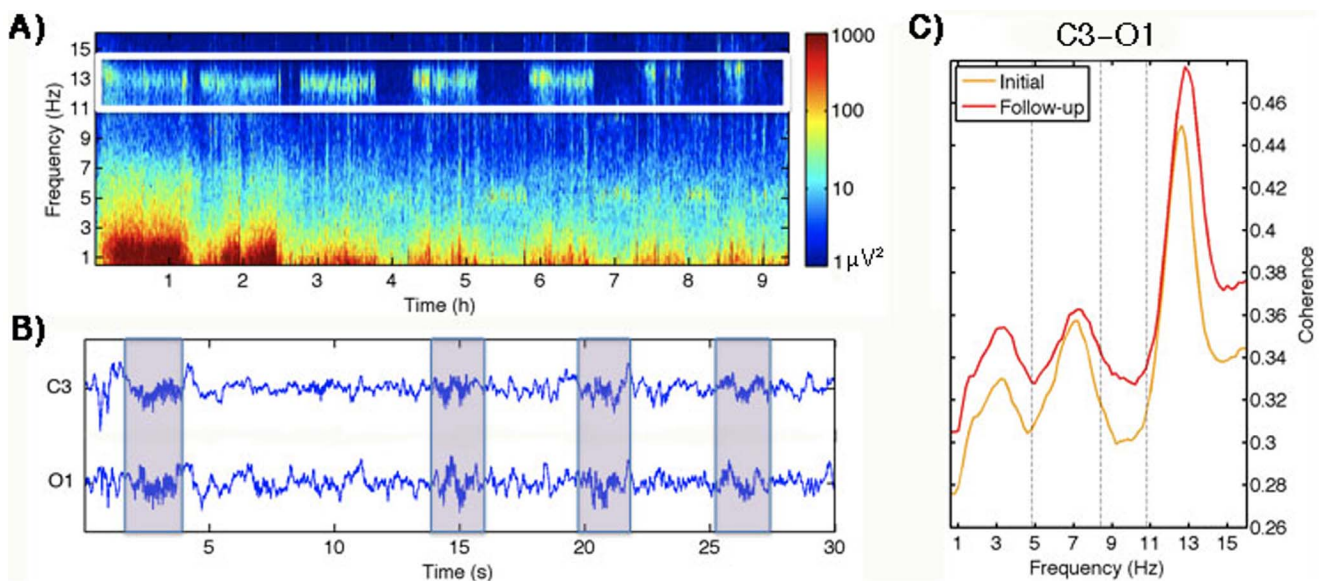 A)
15
13
11
9
7
5
3
1
Frequency (Hz)
1 2 3 4 5 6 7 8 9
Time (h)
1000
100
10
1 μV²
B)
C3
O1
5 10 15 20 25 30
Time (s)
C)
C3-O1
Initial
Follow-up
0.46
0.44
0.42
0.4
0.38
0.36
0.34
0.32
0.3
0.28
0.26
Coherence
1 3 5 7 9 11 13 15
Frequency (Hz)